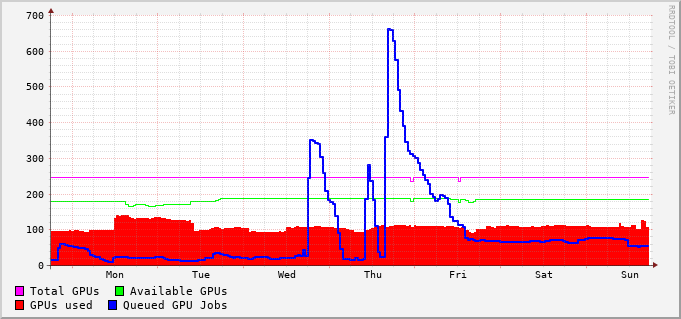 700
600
500
400
300
200
100
0
Mon Tue Wed Thu Fri Sat Sun
Total GPUs Available GPUs
GPUs used Queued GPU Jobs
RRDTOOL / TOBI OETIKER